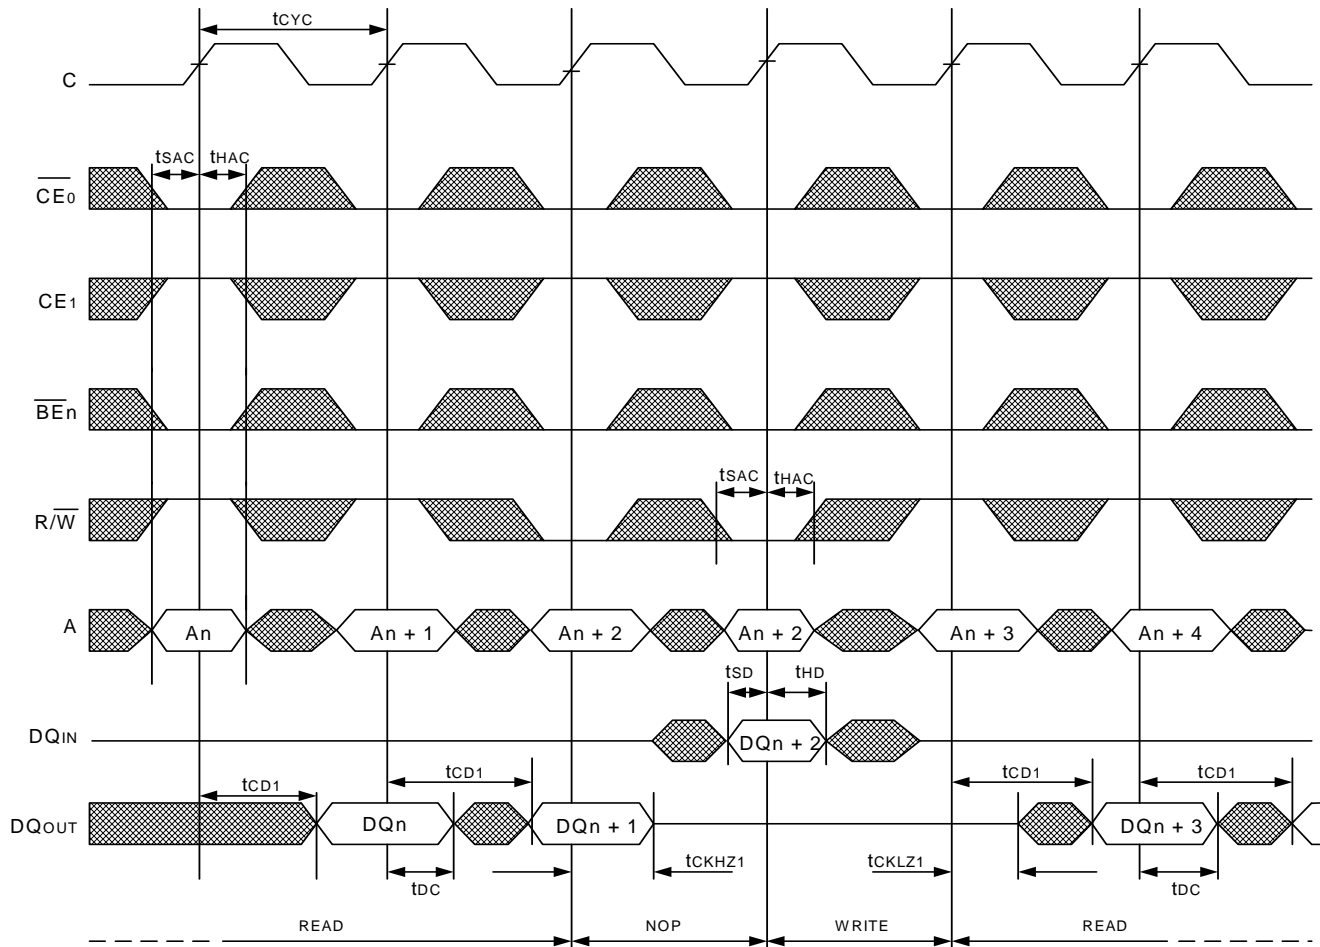 tCYC
C
tSAC tHAC
CE0
CE1
BEn
tSAC tHAC
R/W
A An An + 1 An + 2 An + 2 An + 3 An + 4
tSD tHD
DQIN DQn + 2
tCD1 tCD1 tCD1 tCD1
DQOUT DQn DQn + 1 DQn + 3
tDC tCKHZ1 tCKLZ1 tDC
READ NOP WRITE READ